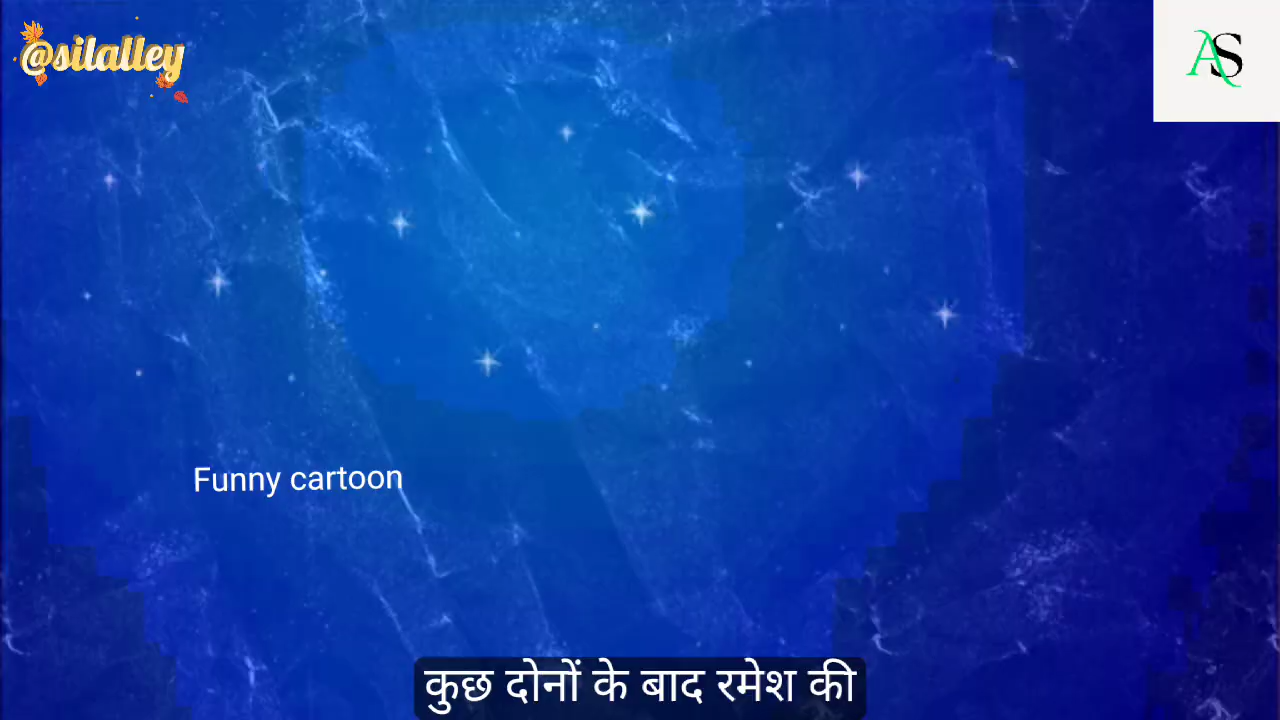 @silalley
AS
Funny cartoon
कुछ दोनों के बाद रमेश की